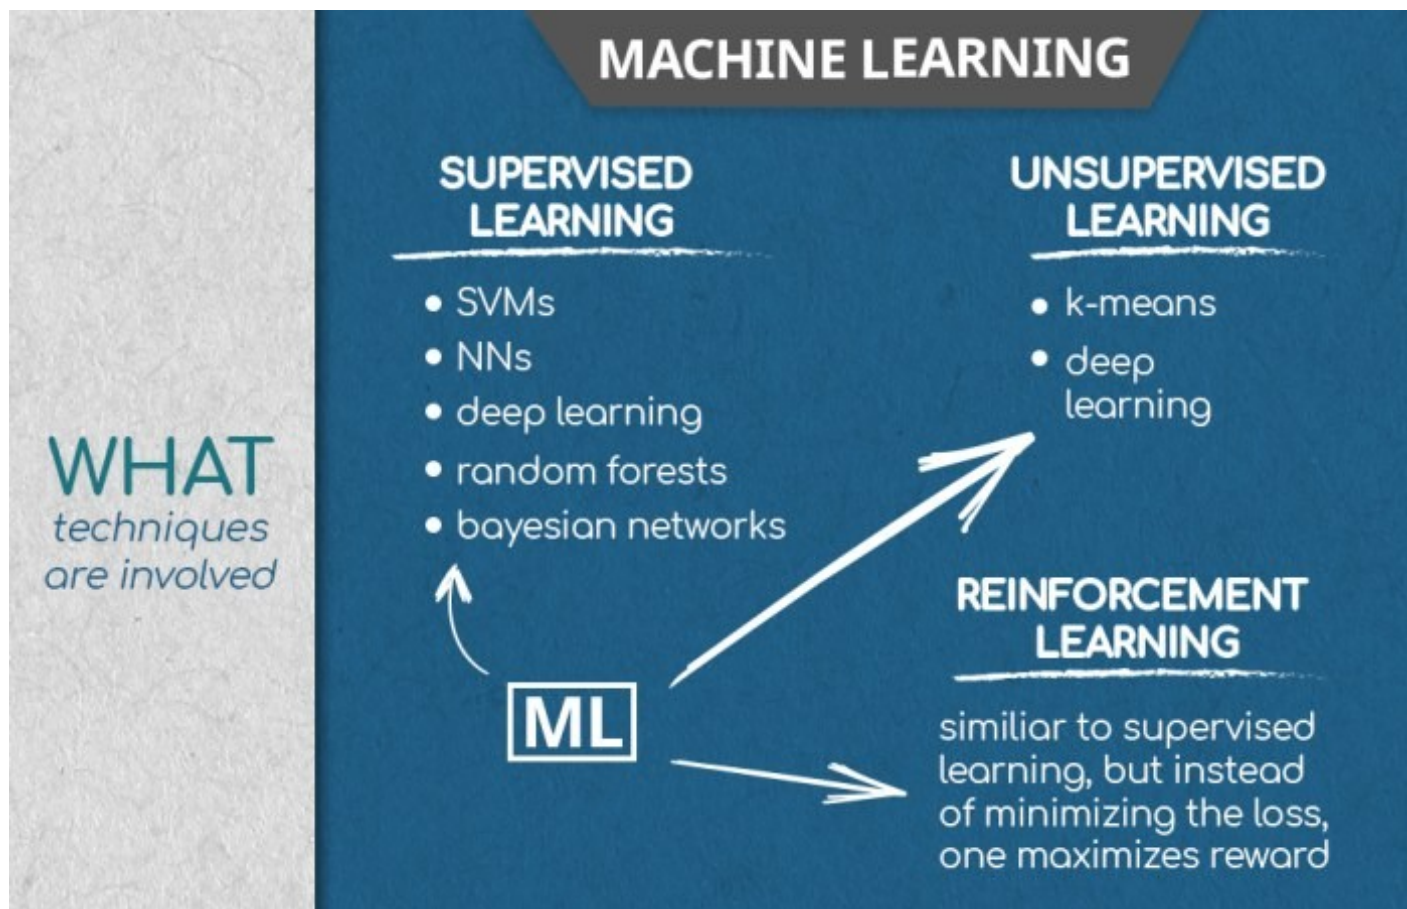 MACHINE LEARNING
WHAT
techniques
are involved
SUPERVISED
LEARNING
• SVMs
• NNs
• deep learning
• random forests
• bayesian networks
UNSUPERVISED
LEARNING
• k-means
• deep
learning
ML
REINFORCEMENT
LEARNING
similiar to supervised
learning, but instead
of minimizing the loss,
one maximizes reward